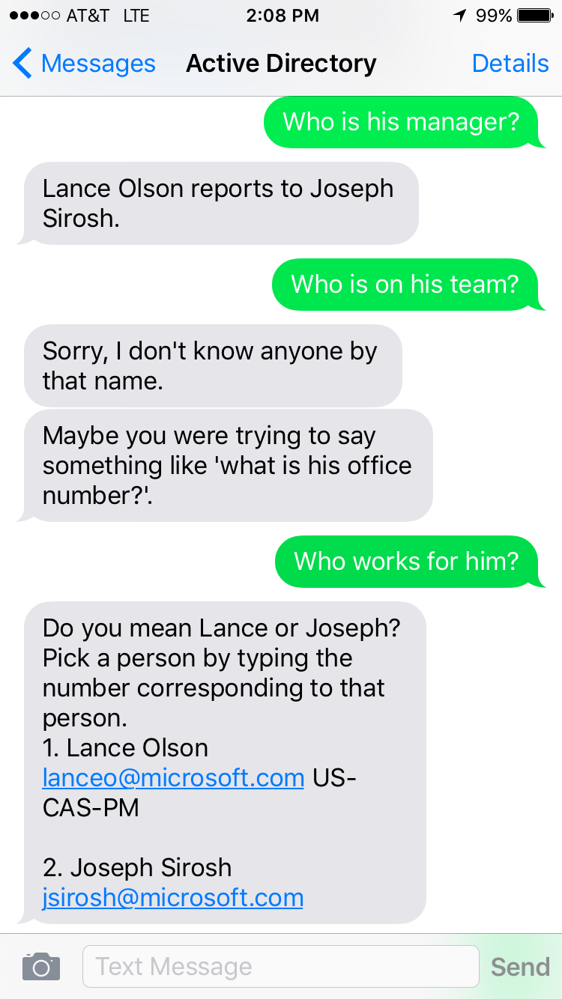 AT&T LTE 2:08 PM 99%
Messages Active Directory Details
Who is his manager?
Lance Olson reports to Joseph
Sirosh.
Who is on his team?
Sorry, I don't know anyone by
that name.
Maybe you were trying to say
something like 'what is his office
number?'.
Who works for him?
Do you mean Lance or Joseph?
Pick a person by typing the
number corresponding to that
person.
1. Lance Olson
lanceo@microsoft.com US-
CAS-PM
2. Joseph Sirosh
jsirosh@microsoft.com
Text Message Send